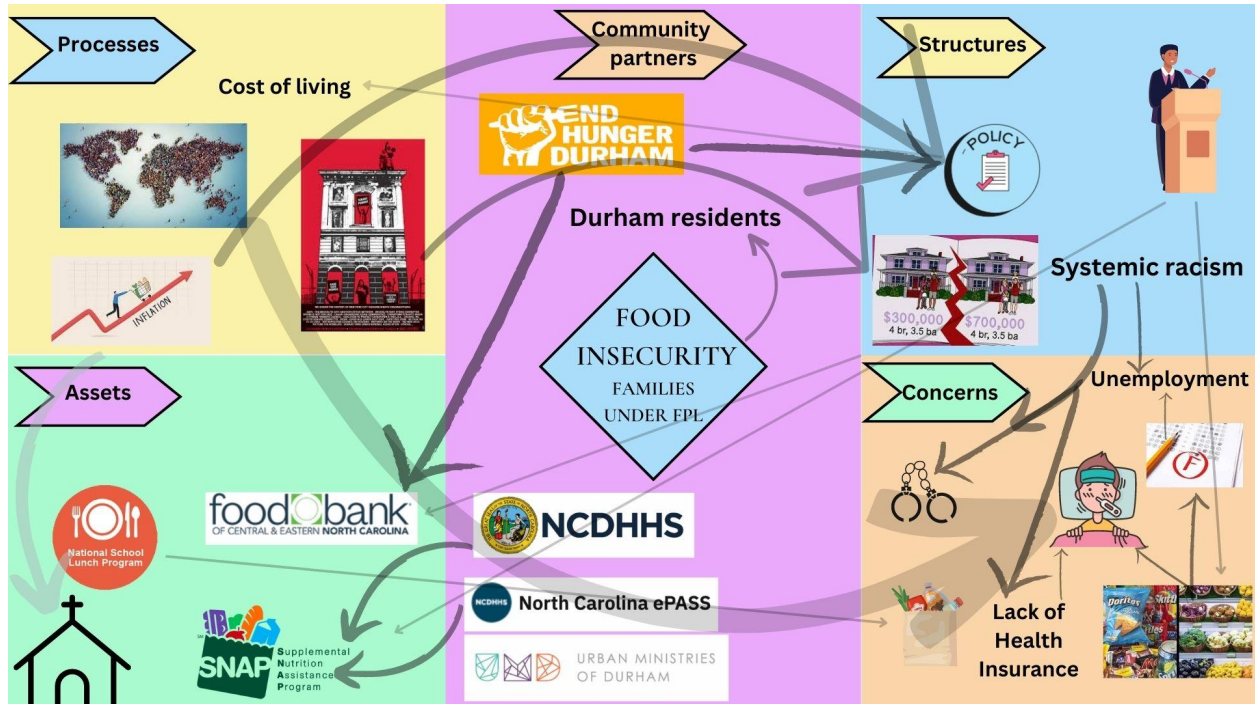 Processes
Cost of living
INFLATION
Community
partners
END
HUNGER
DURHAM
Durham residents
FOOD
INSECURITY
FAMILIES
UNDER FPL
Structures
POLICY
$300,000
4 br, 3.5 ba
$700,000
4 br, 3.5 ba
Systemic racism
Assets
National School
Lunch Program
food bank
OF CENTRAL & EASTERN NORTH CAROLINA
SNAP
Supplemental
Nutrition
Assistance
Program
NCDHHS
NCDHHS
North Carolina ePASS
UMD
URBAN MINISTRIES
OF DURHAM
Concerns
Unemployment
F
Lack of
Health
Insurance
Doritos